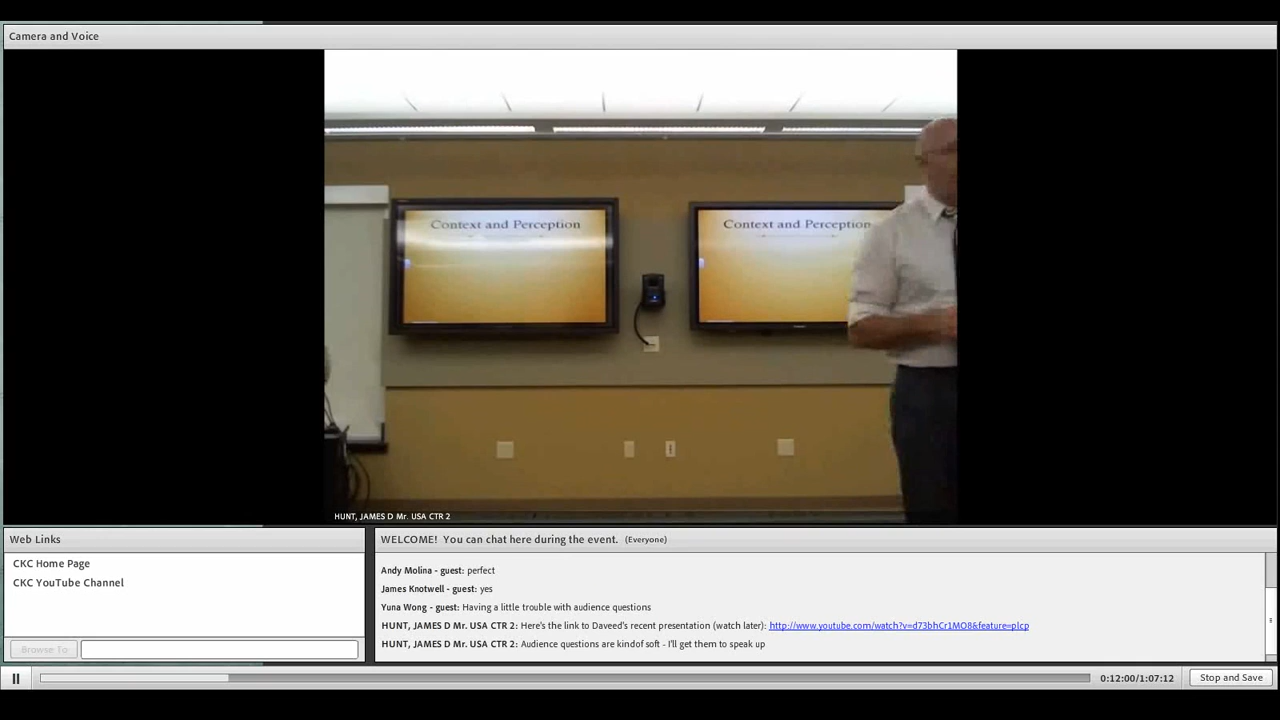 Camera and Voice
Context and Perception
Context and Perception
HUNT, JAMES D Mr. USA CTR 2
Web Links
CKC Home Page
CKC YouTube Channel
Browse To
WELCOME!  You can chat here during the event.  (Everyone)
Andy Molina - guest: perfect
James Knotwell - guest: yes
Yuna Wong - guest: Having a little trouble with audience questions
HUNT, JAMES D Mr. USA CTR 2: Here's the link to Daveed's recent presentation (watch later): http://www.youtube.com/watch?v=d73bhCr1MO8&feature=plcp
HUNT, JAMES D Mr. USA CTR 2: Audience questions are kindof soft - I'll get them to speak up
0:12:00/1:07:12
Stop and Save